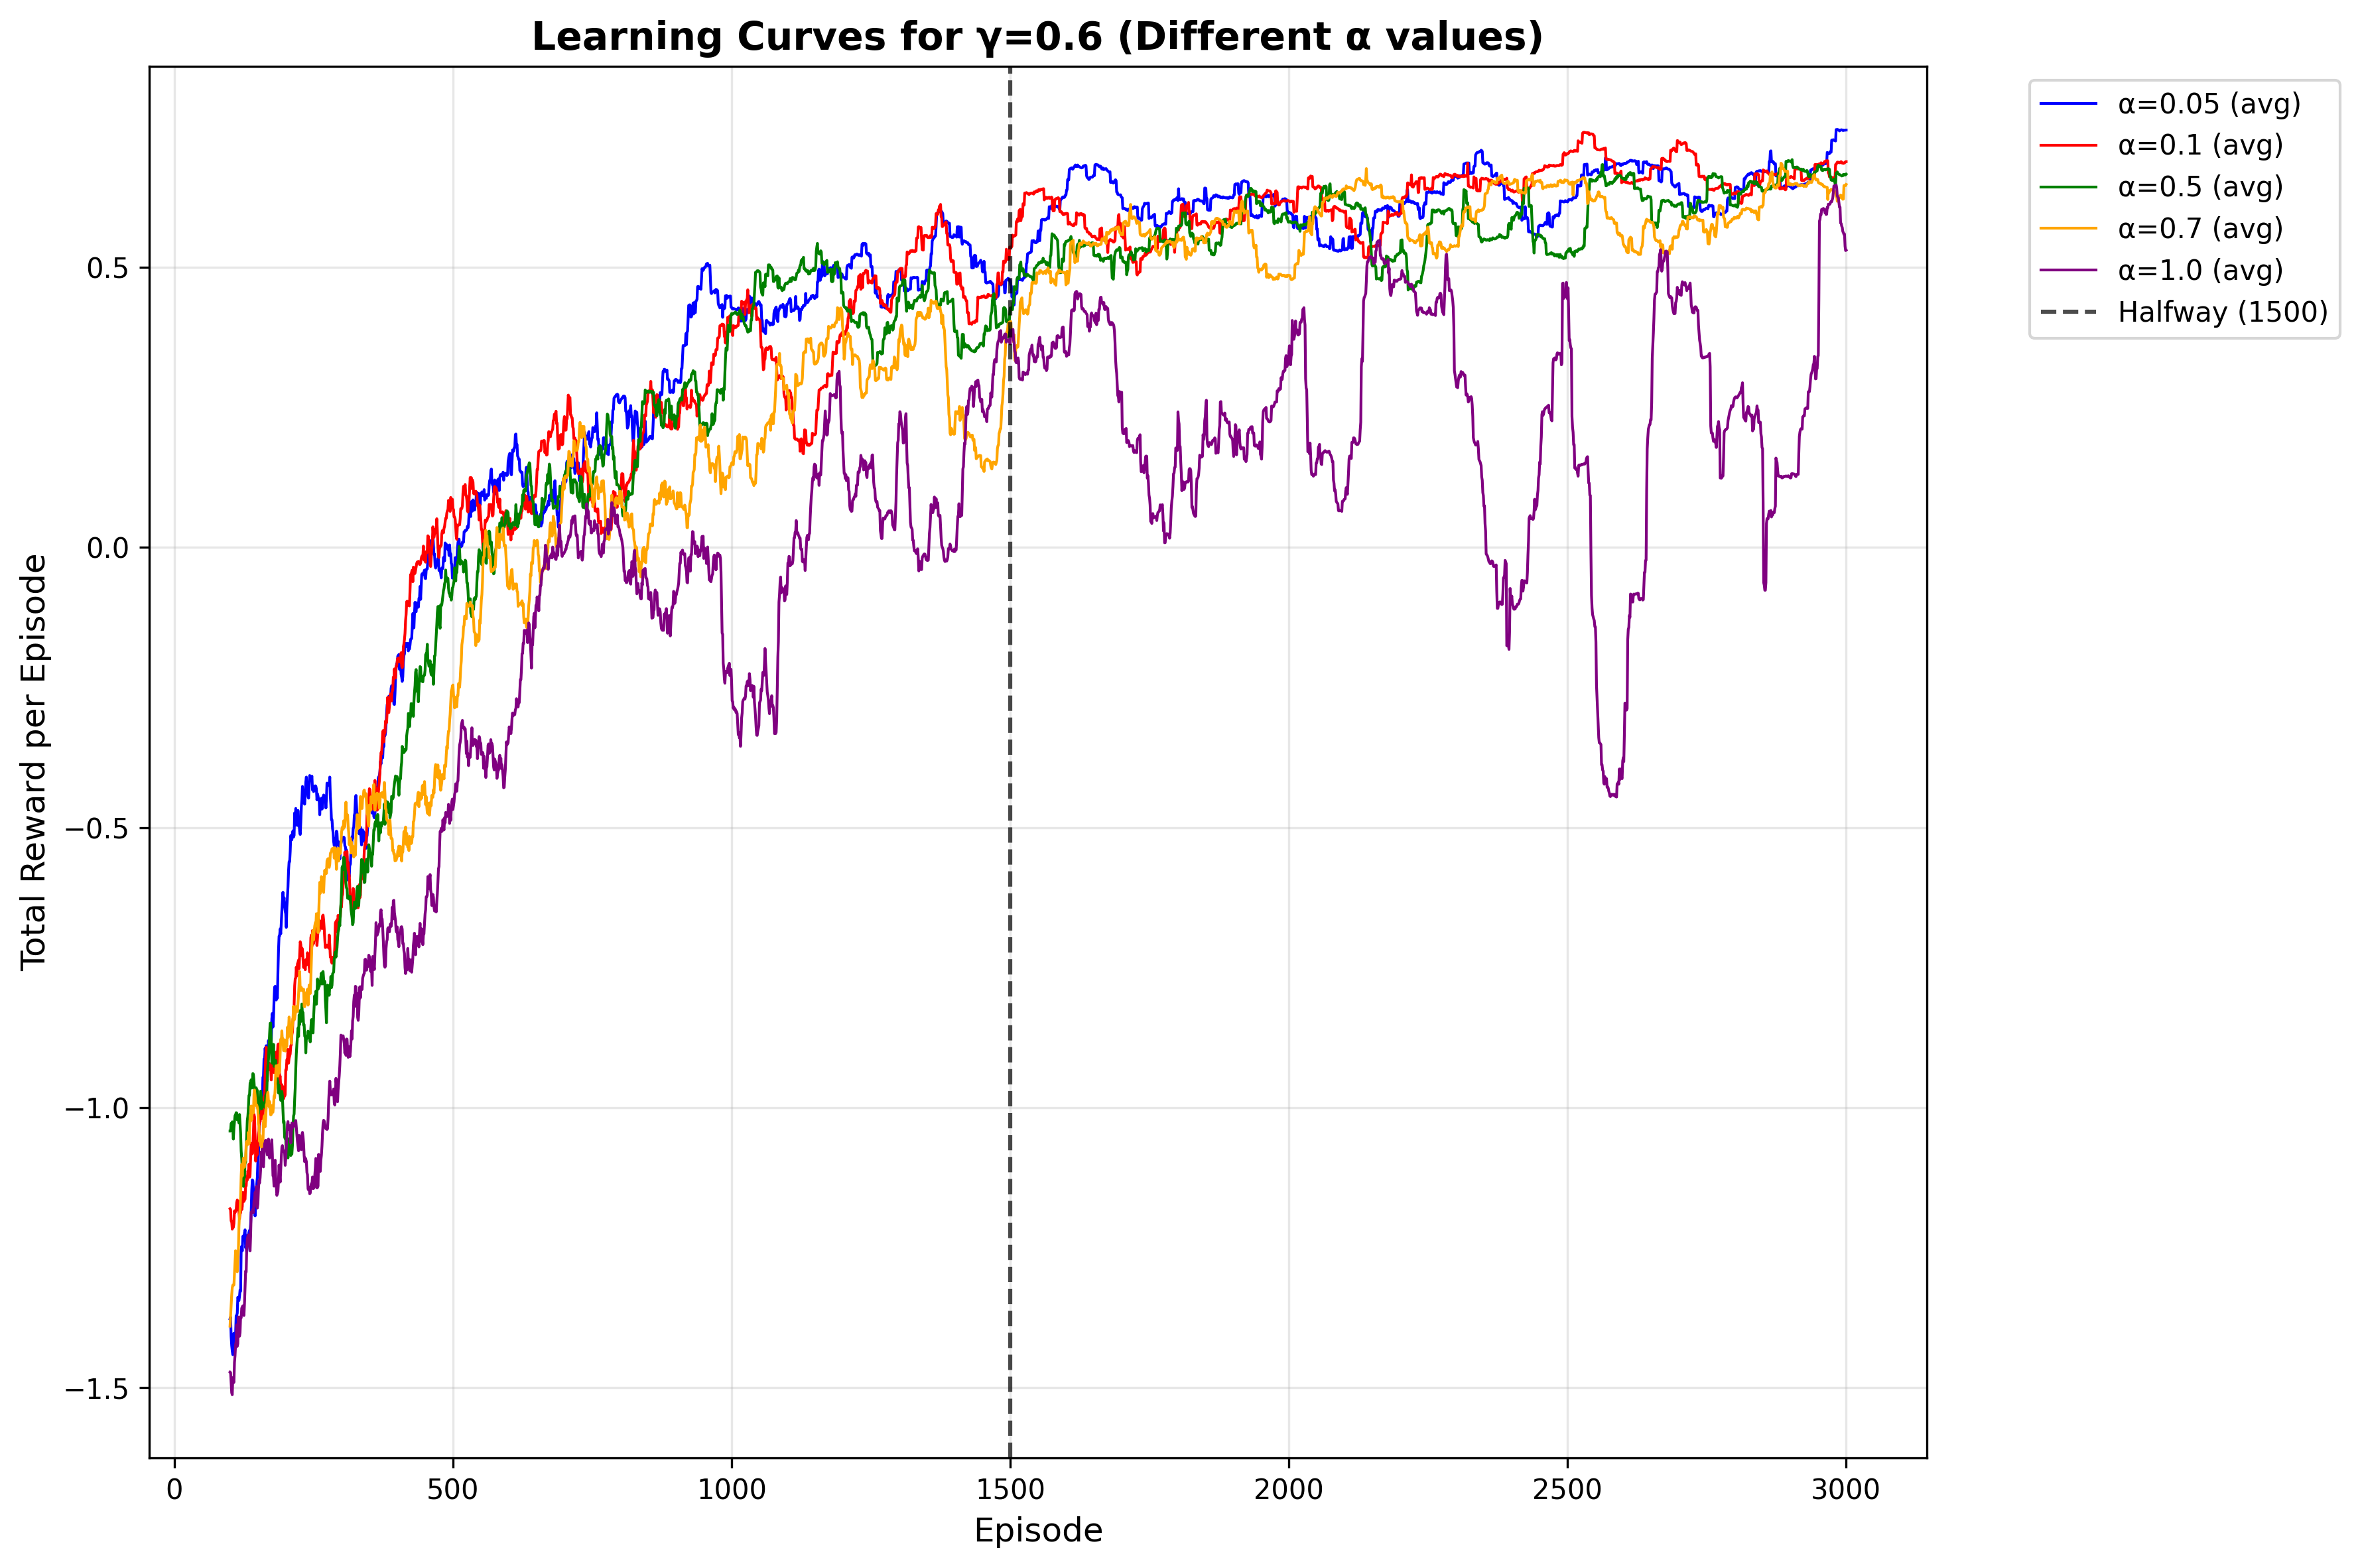 Learning Curves for γ=0.6 (Different α values)
α=0.05 (avg)
α=0.1 (avg)
α=0.5 (avg)
α=0.7 (avg)
α=1.0 (avg)
Halfway (1500)
Total Reward per Episode
0.5
0.0
−0.5
−1.0
−1.5
0
500
1000
1500
2000
2500
3000
Episode